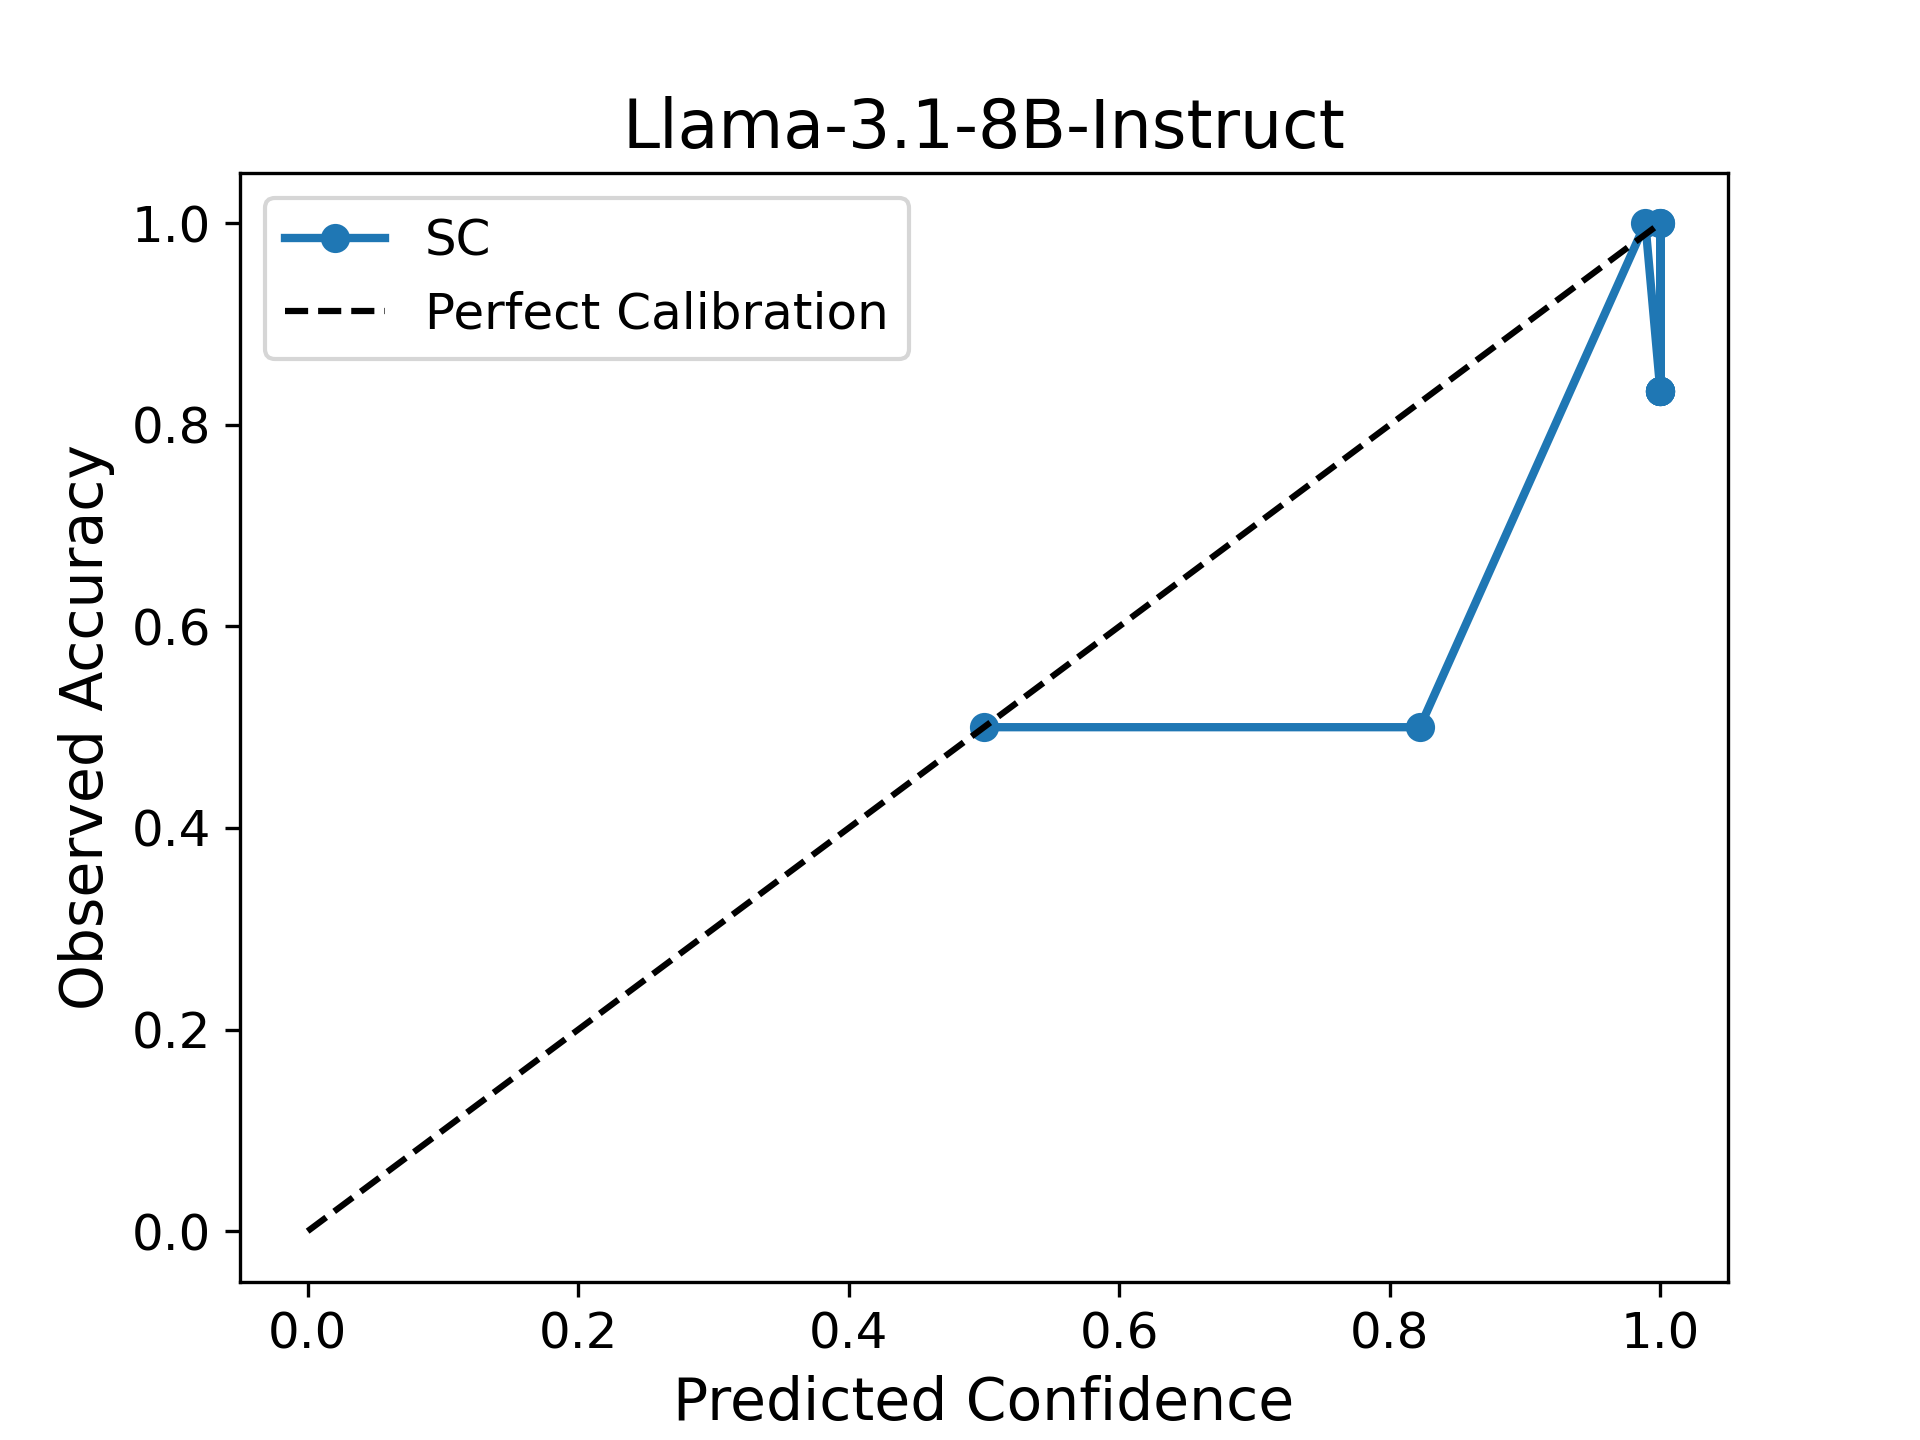 Llama-3.1-8B-Instruct
SC
Perfect Calibration
1.0
0.8
0.6
0.4
0.2
0.0
Observed Accuracy
0.0 0.2 0.4 0.6 0.8 1.0
Predicted Confidence